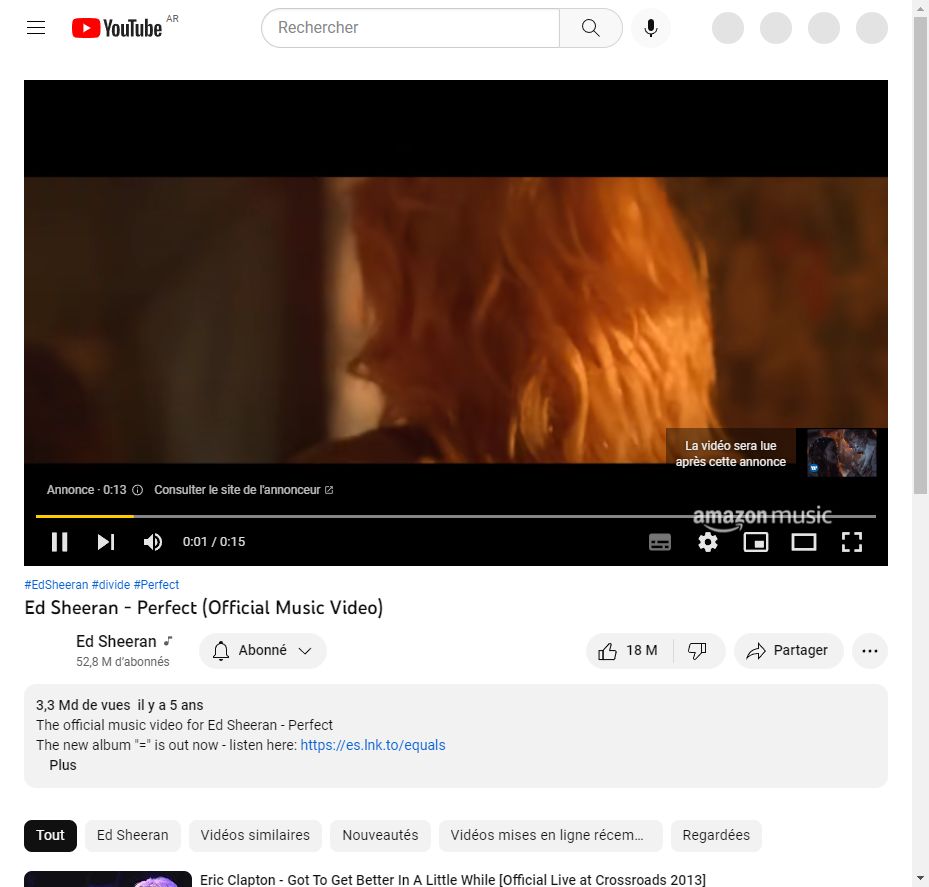 YouTube AR
Rechercher
La vidéo sera lue
après cette annonce
Annonce · 0:13 Consulter le site de l'annonceur
amazon music
0:01 / 0:15
#EdSheeran #divide #Perfect
Ed Sheeran - Perfect (Official Music Video)
Ed Sheeran
52,8 M d'abonnés
Abonné
18 M
Partager
3,3 Md de vues il y a 5 ans
The official music video for Ed Sheeran - Perfect
The new album "=" is out now - listen here: https://es.lnk.to/equals
Plus
Tout
Ed Sheeran
Vidéos similaires
Nouveautés
Vidéos mises en ligne récem...
Regardées
Eric Clapton - Got To Get Better In A Little While [Official Live at Crossroads 2013]